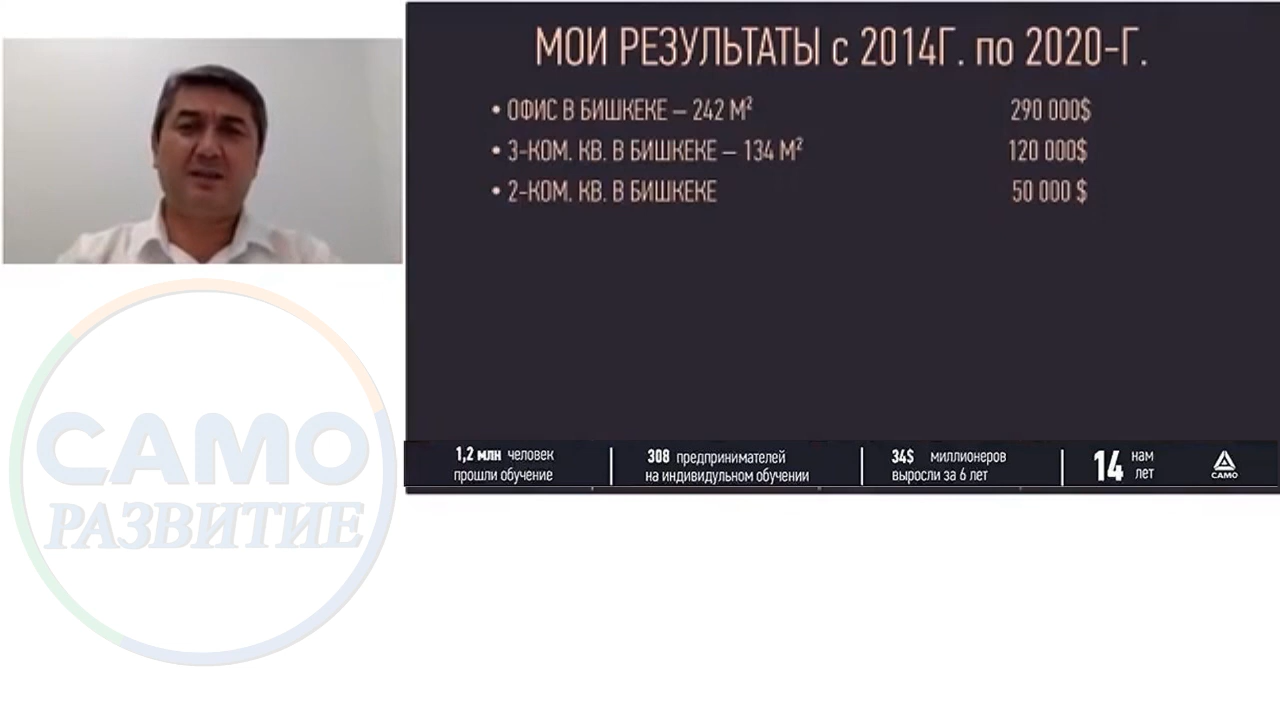 МОИ РЕЗУЛЬТАТЫ с 2014Г. по 2020-Г.
• ОФИС В БИШКЕКЕ – 242 М² 290 000$
• 3-КОМ. КВ. В БИШКЕКЕ – 134 М² 120 000$
• 2-КОМ. КВ. В БИШКЕКЕ 50 000 $
1,2 млн человек
прошли обучение
308 предпринимателей
на индивидульном обучении
34$ миллионеров
выросли за 6 лет
14 нам
лет
САМО
САМО
РАЗВИТИЕ